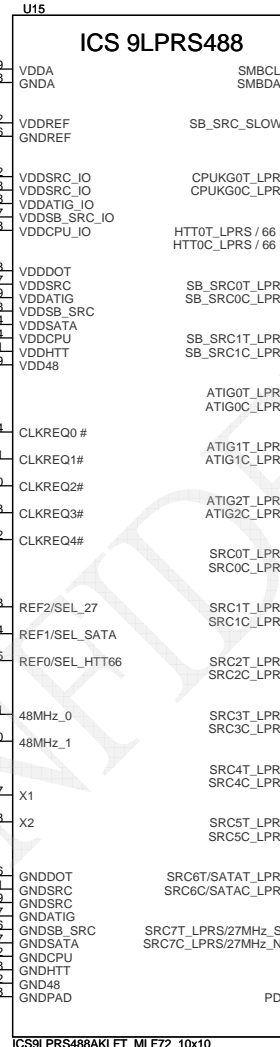 U15
ICS 9LPRS488
VDDA
GNDA
SMBCL
SMBDA
VDDREF
GNDREF
SB_SRC_SLOW
VDDSRC_IO
VDDSRC_IO
VDDATIG_IO
VDDSB_SRC_IO
VDDCPU_IO
CPUKG0T_LPR
CPUKG0C_LPR
HTT0T_LPRS / 66
HTT0C_LPRS / 66
VDDDOT
VDDSRC
VDDATIG
VDDSB_SRC
VDDSATA
VDDCPU
VDDHTT
VDD48
SB_SRC0T_LPR
SB_SRC0C_LPR
SB_SRC1T_LPR
SB_SRC1C_LPR
ATIG0T_LPR
ATIG0C_LPR
CLKREQ0 #
CLKREQ1#
CLKREQ2#
CLKREQ3#
CLKREQ4#
ATIG1T_LPR
ATIG1C_LPR
ATIG2T_LPR
ATIG2C_LPR
SRC0T_LPR
SRC0C_LPR
REF2/SEL_27
REF1/SEL_SATA
REF0/SEL_HTT66
SRC1T_LPR
SRC1C_LPR
SRC2T_LPR
SRC2C_LPR
48MHz_0
48MHz_1
SRC3T_LPR
SRC3C_LPR
X1
X2
SRC4T_LPR
SRC4C_LPR
SRC5T_LPR
SRC5C_LPR
GNDDOT
GNDSRC
GNDSRC
GNDATIG
GNDSB_SRC
GNDSATA
GNDCPU
GNDHTT
GND48
GNDPAD
SRC6T/SATAT_LPR
SRC6C/SATAC_LPR
SRC7T_LPRS/27MHz_S
SRC7C_LPRS/27MHz_N
PD
ICS9LPRS488AKLFT_MLF72_10x10